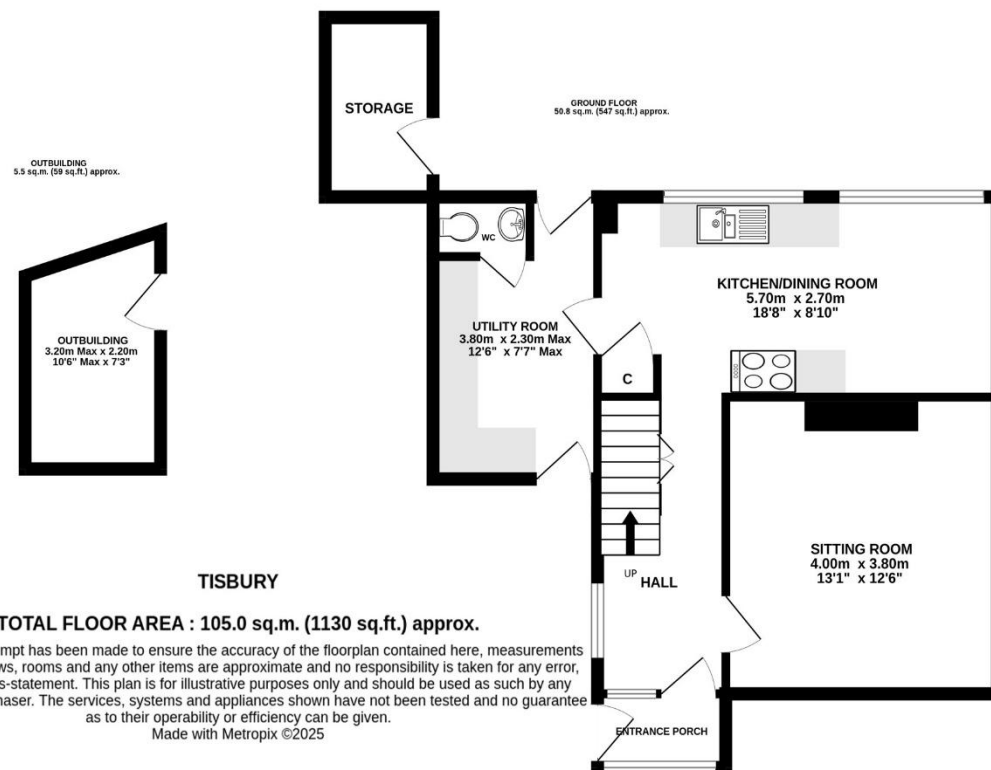 STORAGE
GROUND FLOOR
50.8 sq.m. (547 sq.ft.) approx.
OUTBUILDING
5.5 sq.m. (59 sq.ft.) approx.
WC
KITCHEN/DINING ROOM
5.70m x 2.70m
18'8" x 8'10"
OUTBUILDING
3.20m Max x 2.20m
10'6" Max x 7'3"
UTILITY ROOM
3.80m x 2.30m Max
12'6" x 7'7" Max
C
SITTING ROOM
4.00m x 3.80m
13'1" x 12'6"
UP
HALL
ENTRANCE PORCH
TISBURY
TOTAL FLOOR AREA : 105.0 sq.m. (1130 sq.ft.) approx.
mpt has been made to ensure the accuracy of the floorplan contained here, measurements
ws, rooms and any other items are approximate and no responsibility is taken for any error,
s-statement. This plan is for illustrative purposes only and should be used as such by any
haser. The services, systems and appliances shown have not been tested and no guarantee
as to their operability or efficiency can be given.
Made with Metropix ©2025